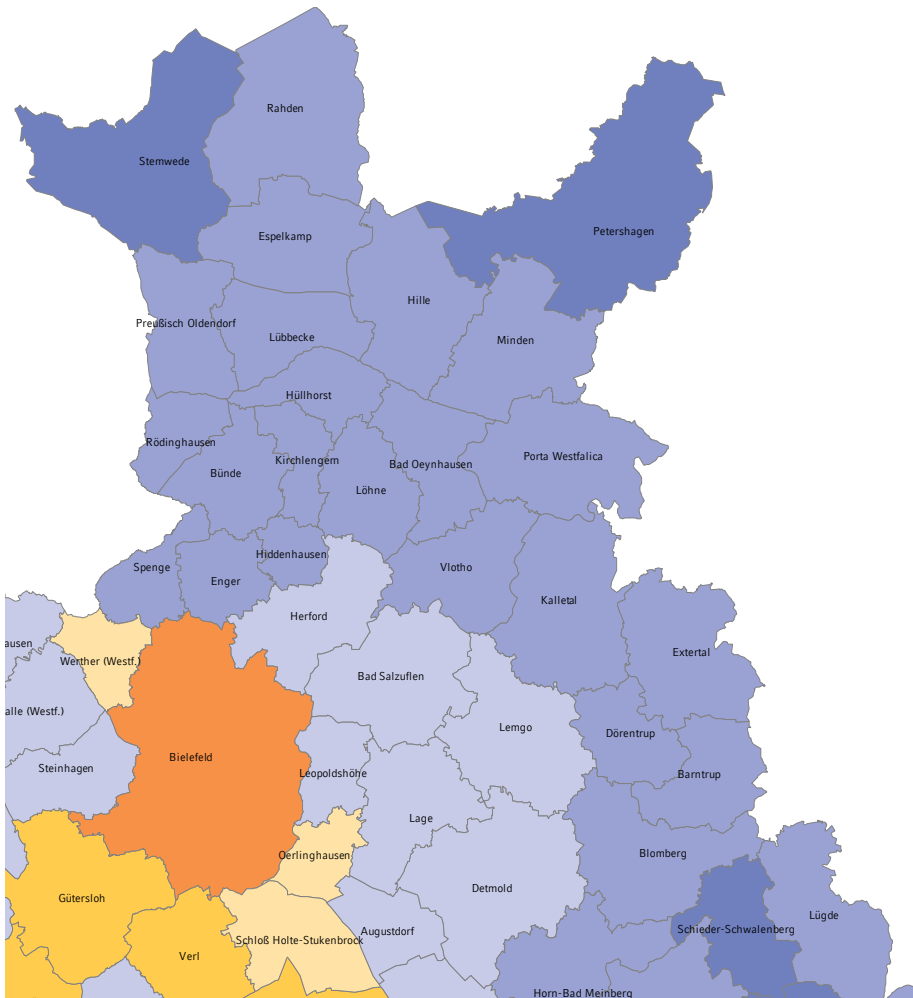 Rahden
Stemwede
Petershagen
Espelkamp
Hille
Preußisch Oldendorf
Lübbecke
Minden
Hüllhorst
Rödinghausen
Kirchlengern
Bad Oeynhausen
Porta Westfalica
Bünde
Löhne
Hiddenhausen
Spenge
Enger
Vlotho
Kalletal
Herford
ausen
Werther (Westf.)
Extertal
Bad Salzuflen
alle (Westf.)
Lemgo
Dörentrup
Bielefeld
Steinhagen
Leopoldshöhe
Barntrup
Lage
Oerlinghausen
Blomberg
Detmold
Gütersloh
Lügde
Augustdorf
Schieder-Schwalenberg
Schloß Holte-Stukenbrock
Verl
Horn-Bad Meinberg